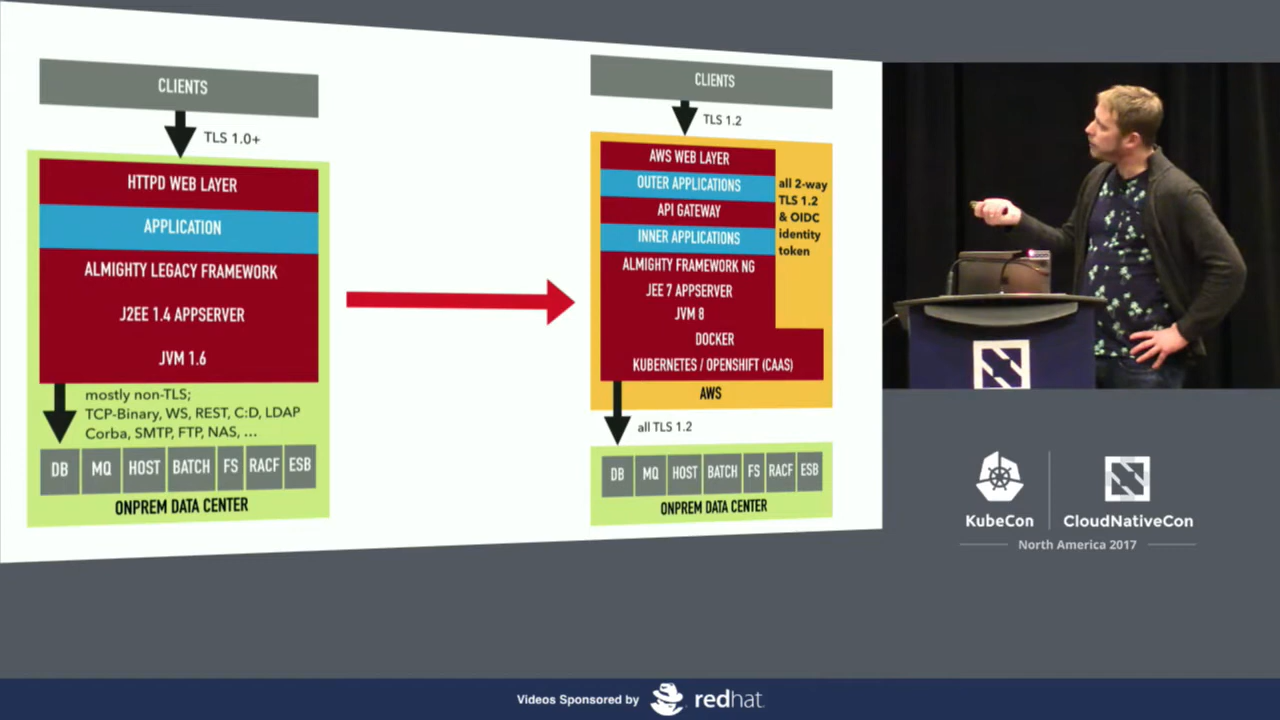 CLIENTS
TLS 1.0+
HTTPD WEB LAYER
APPLICATION
ALMIGHTY LEGACY FRAMEWORK
J2EE 1.4 APPSERVER
JVM 1.6
mostly non-TLS;
TCP-Binary, WS, REST, C:D, LDAP
Corba, SMTP, FTP, NAS, ...
DB MQ HOST BATCH FS RACF ESB
ONPREM DATA CENTER
CLIENTS
TLS 1.2
AWS WEB LAYER
OUTER APPLICATIONS
API GATEWAY
INNER APPLICATIONS
ALMIGHTY FRAMEWORK NG
JEE 7 APPSERVER
JVM 8
DOCKER
KUBERNETES / OPENSHIFT (CAAS)
AWS
all 2-way
TLS 1.2
& OIDC
identity
token
all TLS 1.2
DB MQ HOST BATCH FS RACF ESB
ONPREM DATA CENTER
KubeCon CloudNativeCon
North America 2017
Videos Sponsored by redhat.